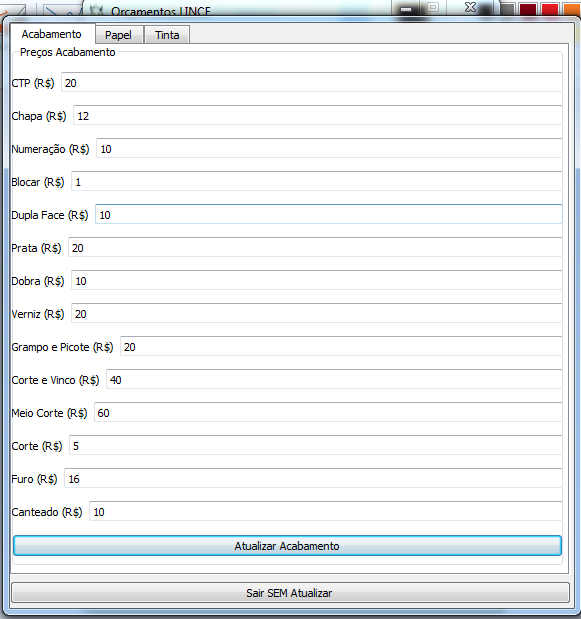 Orçamentos LINCE
Acabamento Papel Tinta
Preços Acabamento
CTP (R$) 20
Chapa (R$) 12
Numeração (R$) 10
Blocar (R$) 1
Dupla Face (R$) 10
Prata (R$) 20
Dobra (R$) 10
Verniz (R$) 20
Grampo e Picote (R$) 20
Corte e Vinco (R$) 40
Meio Corte (R$) 60
Corte (R$) 5
Furo (R$) 16
Canteado (R$) 10
Atualizar Acabamento
Sair SEM Atualizar